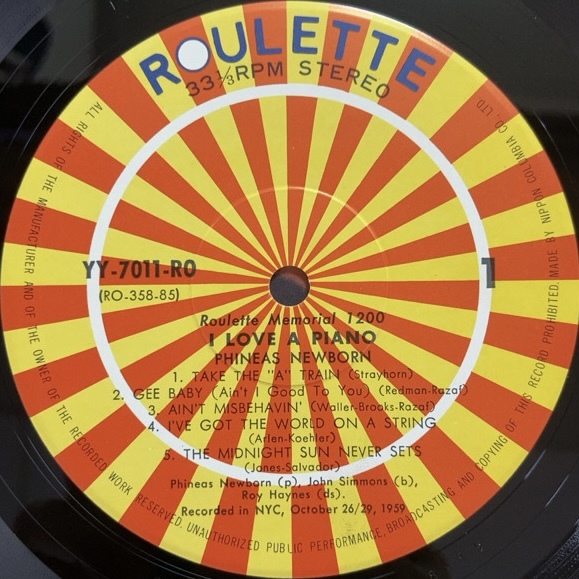 ROULETTE
33⅓RPM STEREO
YY-7011-RO
(RO-358-85)
1
Roulette Memorial 1200
I LOVE A PIANO
PHINEAS NEWBORN
1. TAKE THE "A" TRAIN (Strayhorn)
2. GEE BABY (Ain't I Good To You) (Redman-Razaf)
3. AIN'T MISBEHAVIN' (Waller-Brooks-Razaf)
4. I'VE GOT THE WORLD ON A STRING
(Arlen-Koehler)
5. THE MIDNIGHT SUN NEVER SETS
(Jones-Salvador)
Phineas Newborn (p), John Simmons (b),
Roy Haynes (ds).
Recorded in NYC, October 26/29, 1959
ALL RIGHTS OF THE MANUFACTURER AND OF THE OWNER OF THE RECORDED WORK RESERVED. UNAUTHORIZED PUBLIC PERFORMANCE, BROADCASTING AND COPYING OF THIS RECORD PROHIBITED. MADE BY NIPPON COLUMBIA CO., LTD.